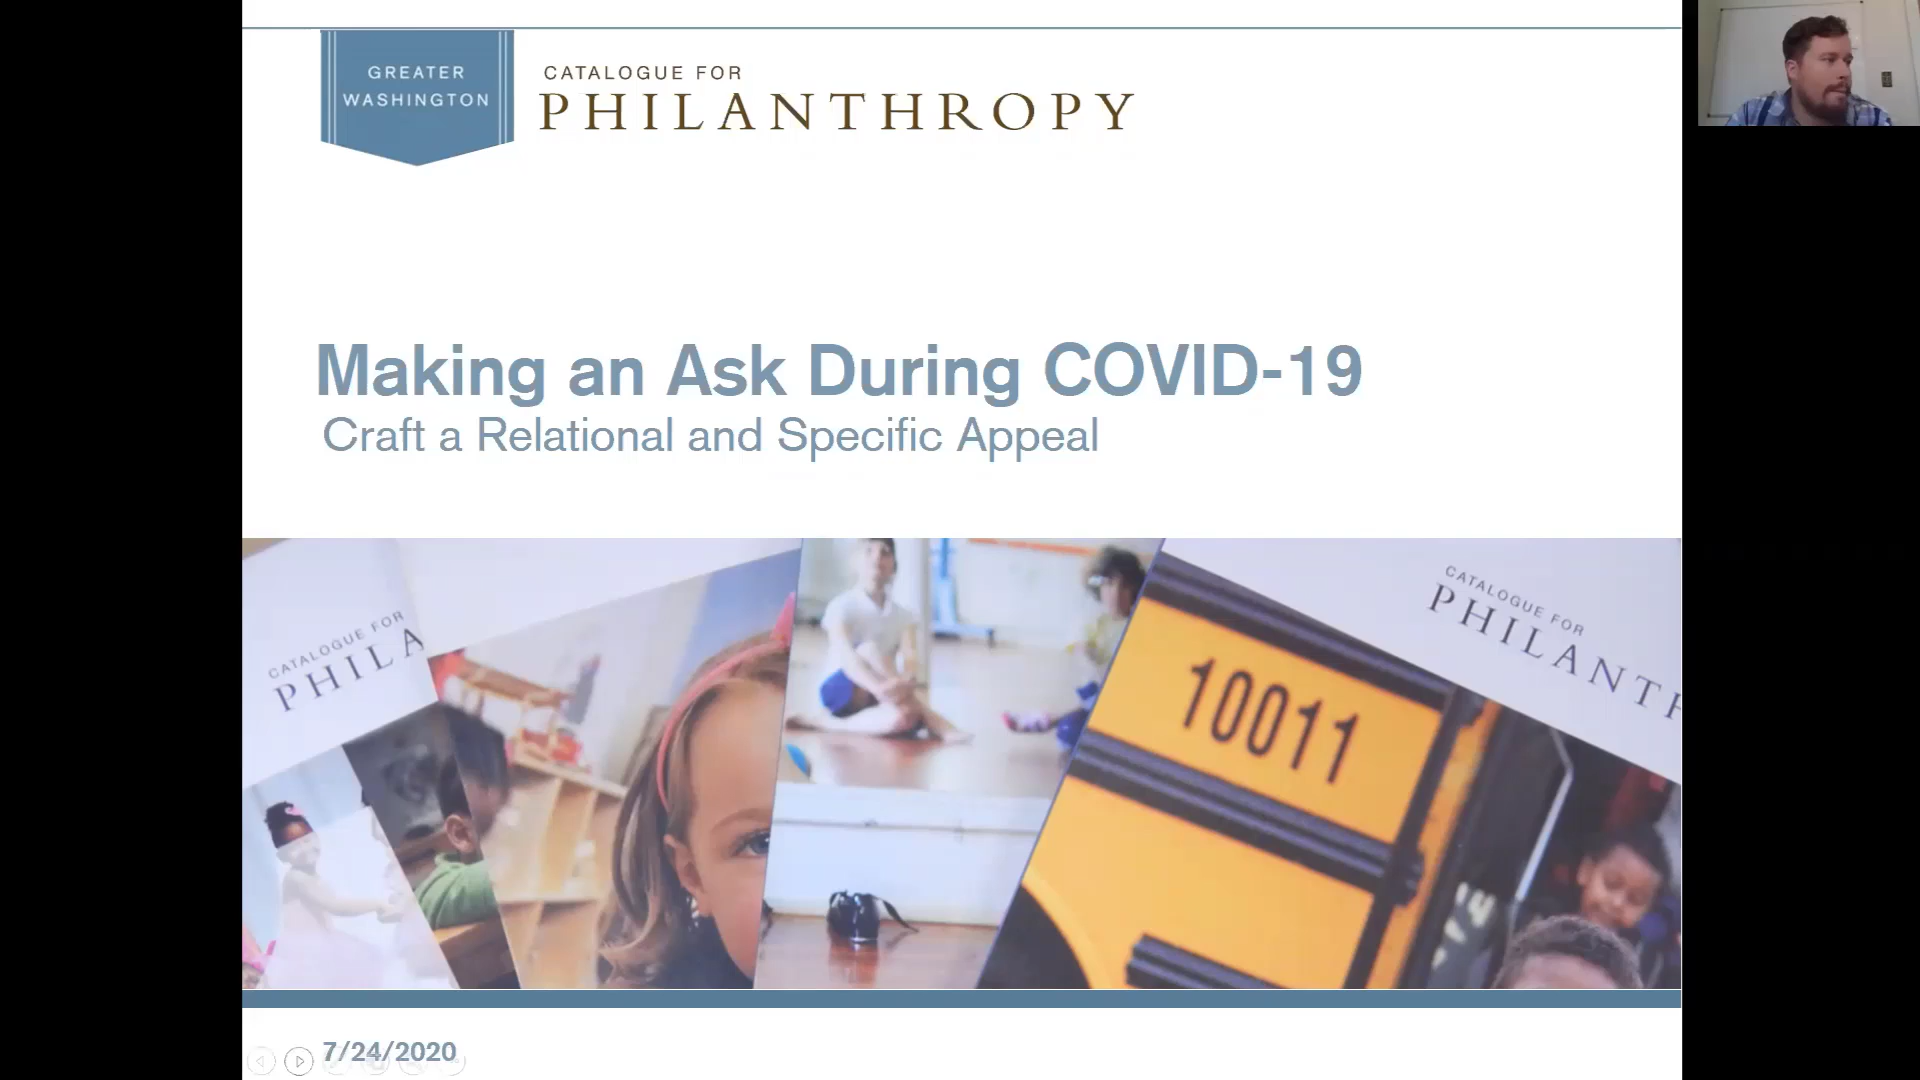 GREATER
WASHINGTON
CATALOGUE FOR
PHILANTHROPY
Making an Ask During COVID-19
Craft a Relational and Specific Appeal
CATALOGUE FOR
PHILA
10011
CATALOGUE FOR
PHILANTH
7/24/2020